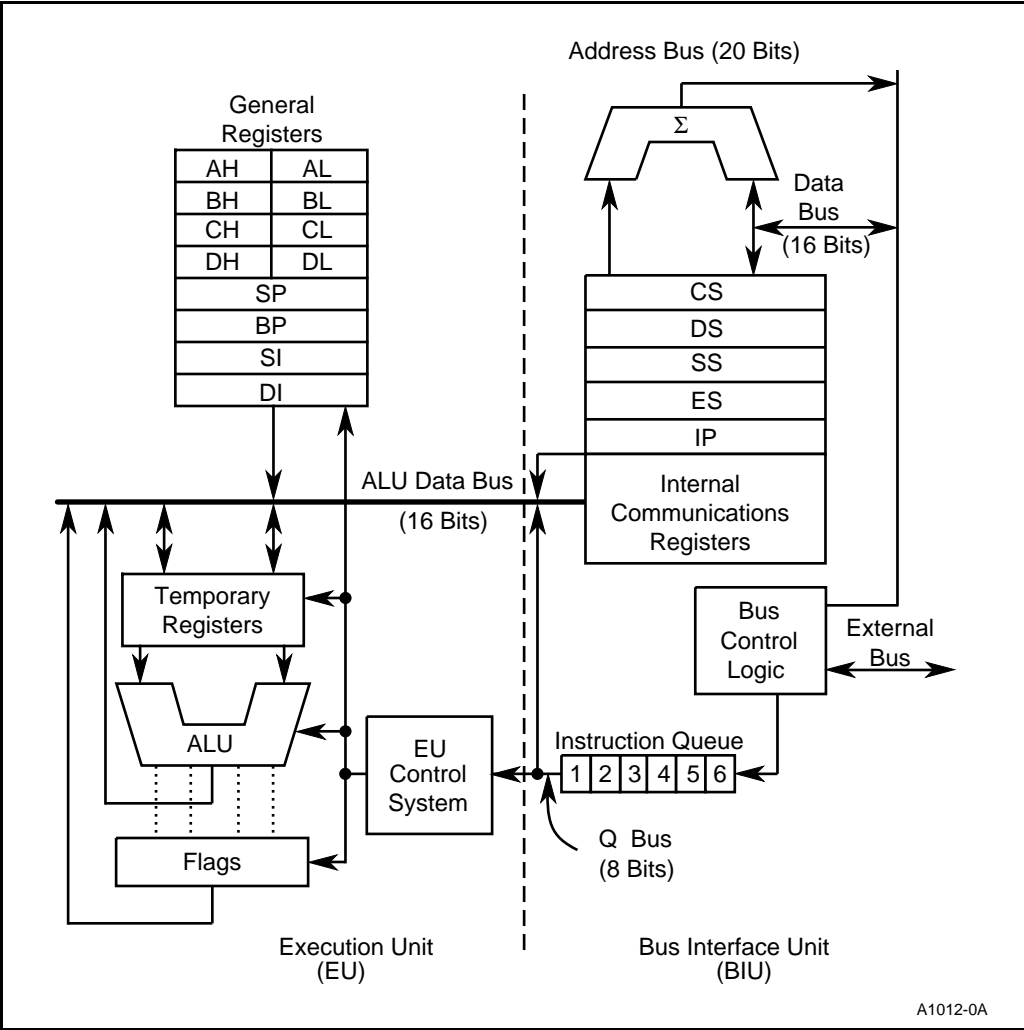 Address Bus (20 Bits)
General
Registers
AH AL
BH BL
CH CL
DH DL
SP
BP
SI
DI
Σ
Data
Bus
(16 Bits)
CS
DS
SS
ES
IP
Internal
Communications
Registers
ALU Data Bus
(16 Bits)
Temporary
Registers
ALU
Flags
EU
Control
System
Bus
Control
Logic
External
Bus
Instruction Queue
1 2 3 4 5 6
Q Bus
(8 Bits)
Execution Unit
(EU)
Bus Interface Unit
(BIU)
A1012-0A